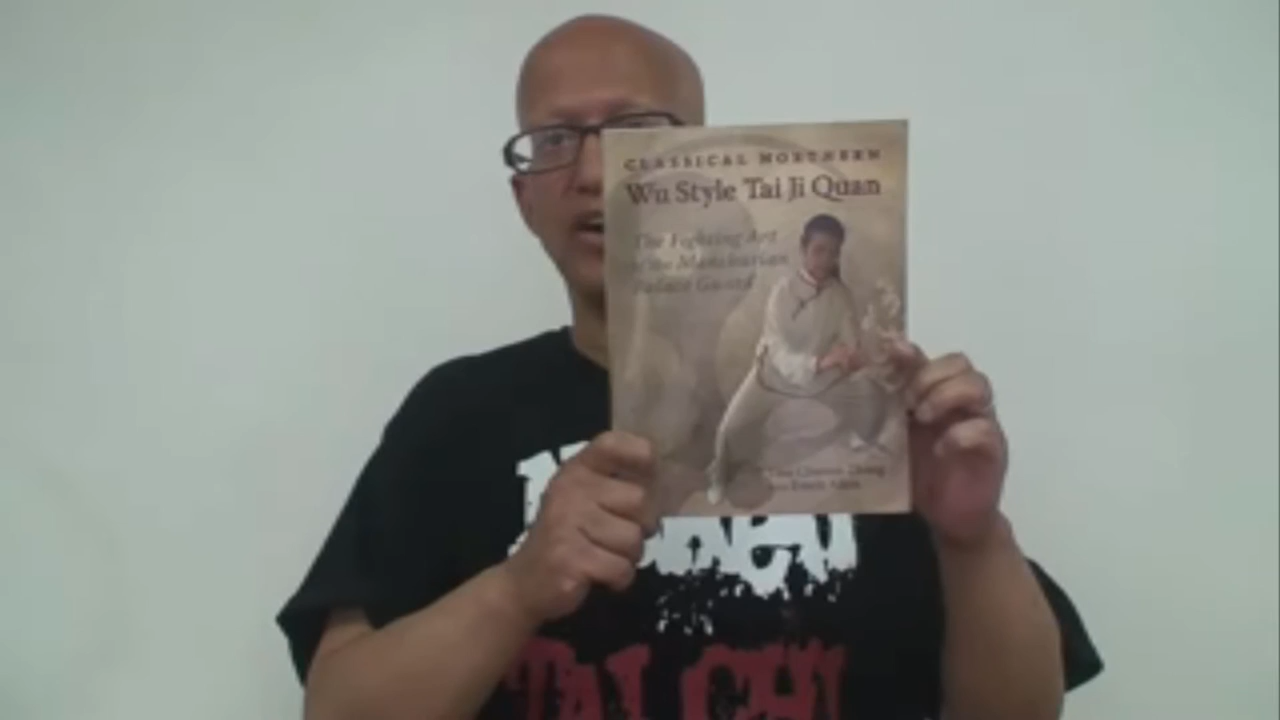 CLASSICAL NORTHERN
Wu Style Tai Ji Quan
The Fighting Art
of the Manchurian
Palace Guard
TAI CHI